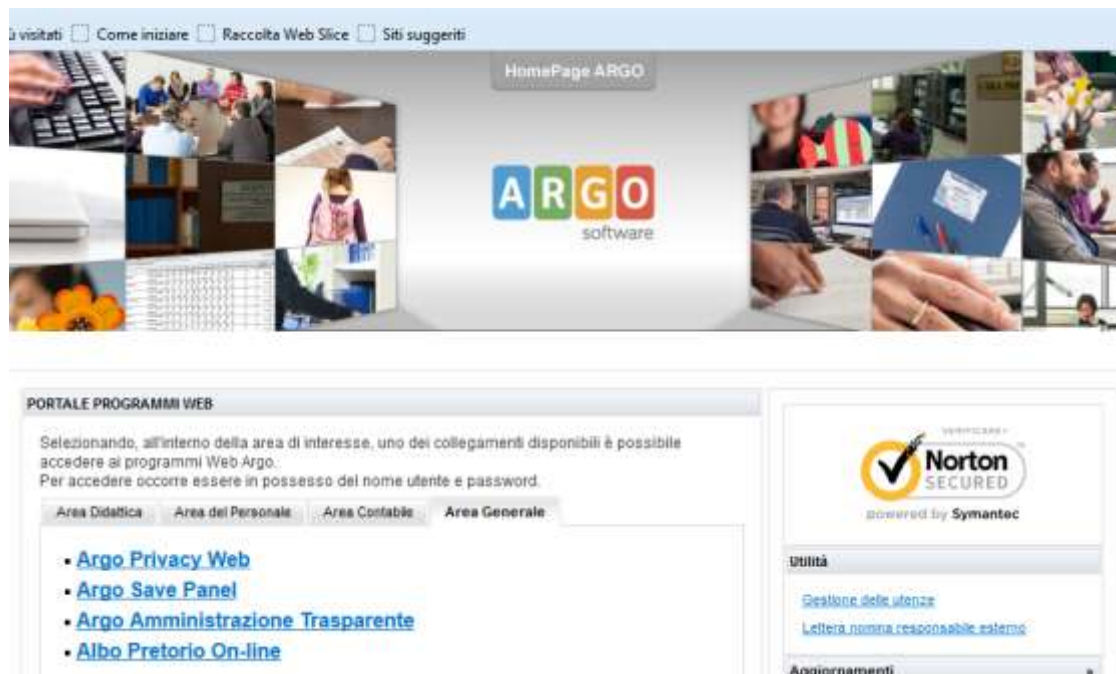 ù visitati Come iniziare Raccolta Web Slice Siti suggeriti
HomePage ARGO
ARGO
software
PORTALE PROGRAMMI WEB
Selezionando, all'interno della area di interesse, uno dei collegamenti disponibili è possibile
accedere ai programmi Web Argo.
Per accedere occorre essere in possesso del nome utente e password.
Area Didattica Area del Personale Area Contabile Area Generale
Argo Privacy Web
Argo Save Panel
Argo Amministrazione Trasparente
Albo Pretorio On-line
Norton
SECURED
powered by Symantec
Utilità
Gestione delle utenze
Lettera nomina responsabile esterno
Aggiornamenti